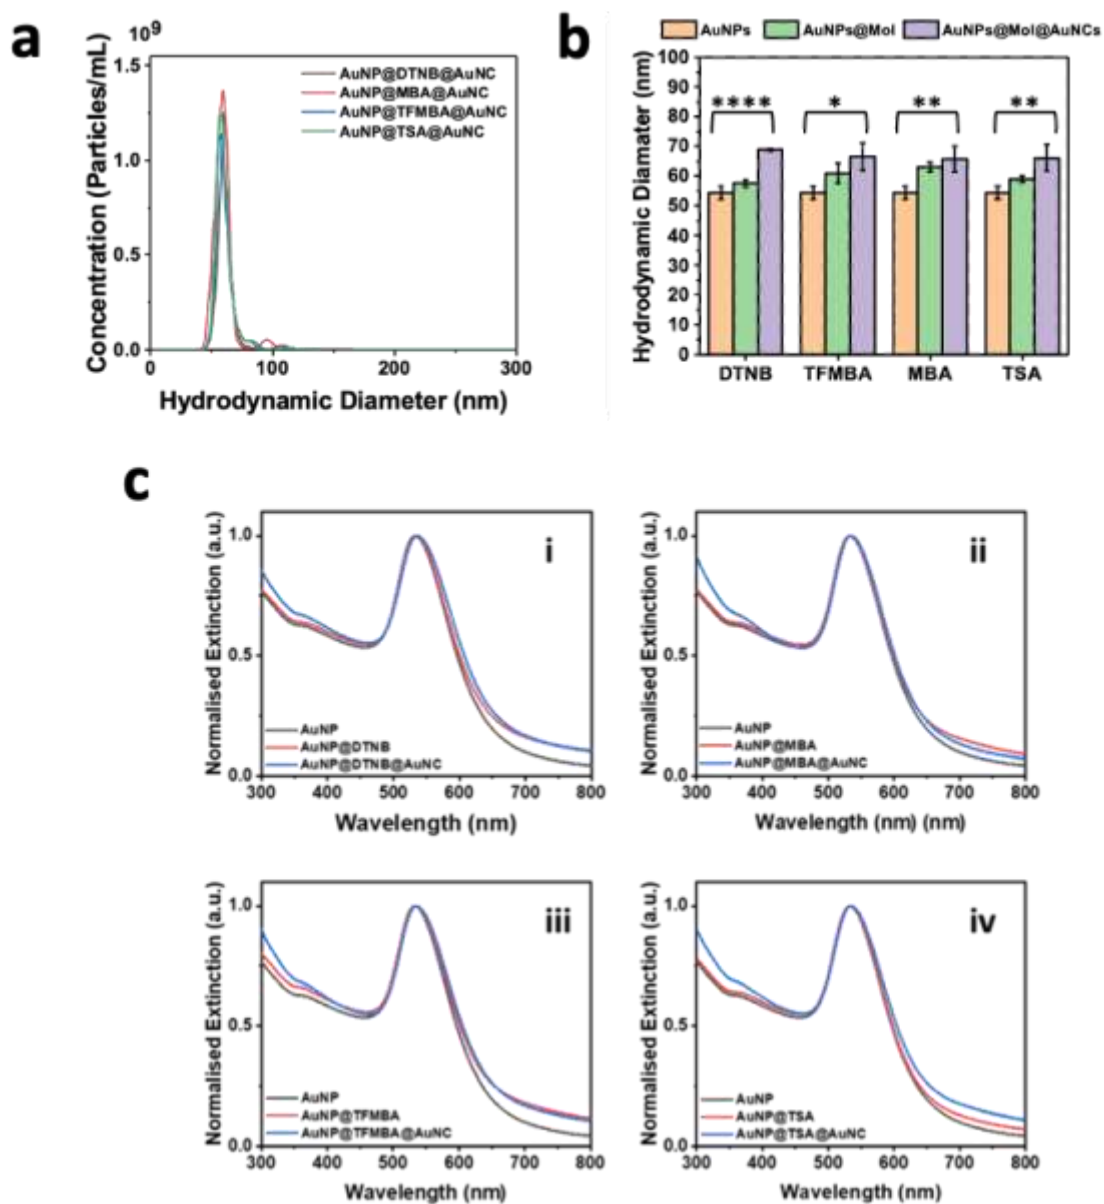 a
10⁹
1.5
1.0
0.5
0.0
Concentration (Particles/mL)
AuNP@DTNB@AuNC
AuNP@MBA@AuNC
AuNP@TFMBA@AuNC
AuNP@TSA@AuNC
0 100 200 300
Hydrodynamic Diameter (nm)
b
AuNPs AuNPs@Mol AuNPs@Mol@AuNCs
Hydrodynamic Diamater (nm)
100
90
80
70
60
50
40
30
20
10
0
**** * ** **
DTNB TFMBA MBA TSA
c
i
Normalised Extinction (a.u.)
1.0
0.5
0.0
AuNP
AuNP@DTNB
AuNP@DTNB@AuNC
300 400 500 600 700 800
Wavelength (nm)
ii
Normalised Extinction (a.u.)
1.0
0.5
0.0
AuNP
AuNP@MBA
AuNP@MBA@AuNC
300 400 500 600 700 800
Wavelength (nm) (nm)
iii
Normalised Extinction (a.u.)
1.0
0.5
0.0
AuNP
AuNP@TFMBA
AuNP@TFMBA@AuNC
300 400 500 600 700 800
Wavelength (nm)
iv
Normalised Extinction (a.u.)
1.0
0.5
0.0
AuNP
AuNP@TSA
AuNP@TSA@AuNC
300 400 500 600 700 800
Wavelength (nm)